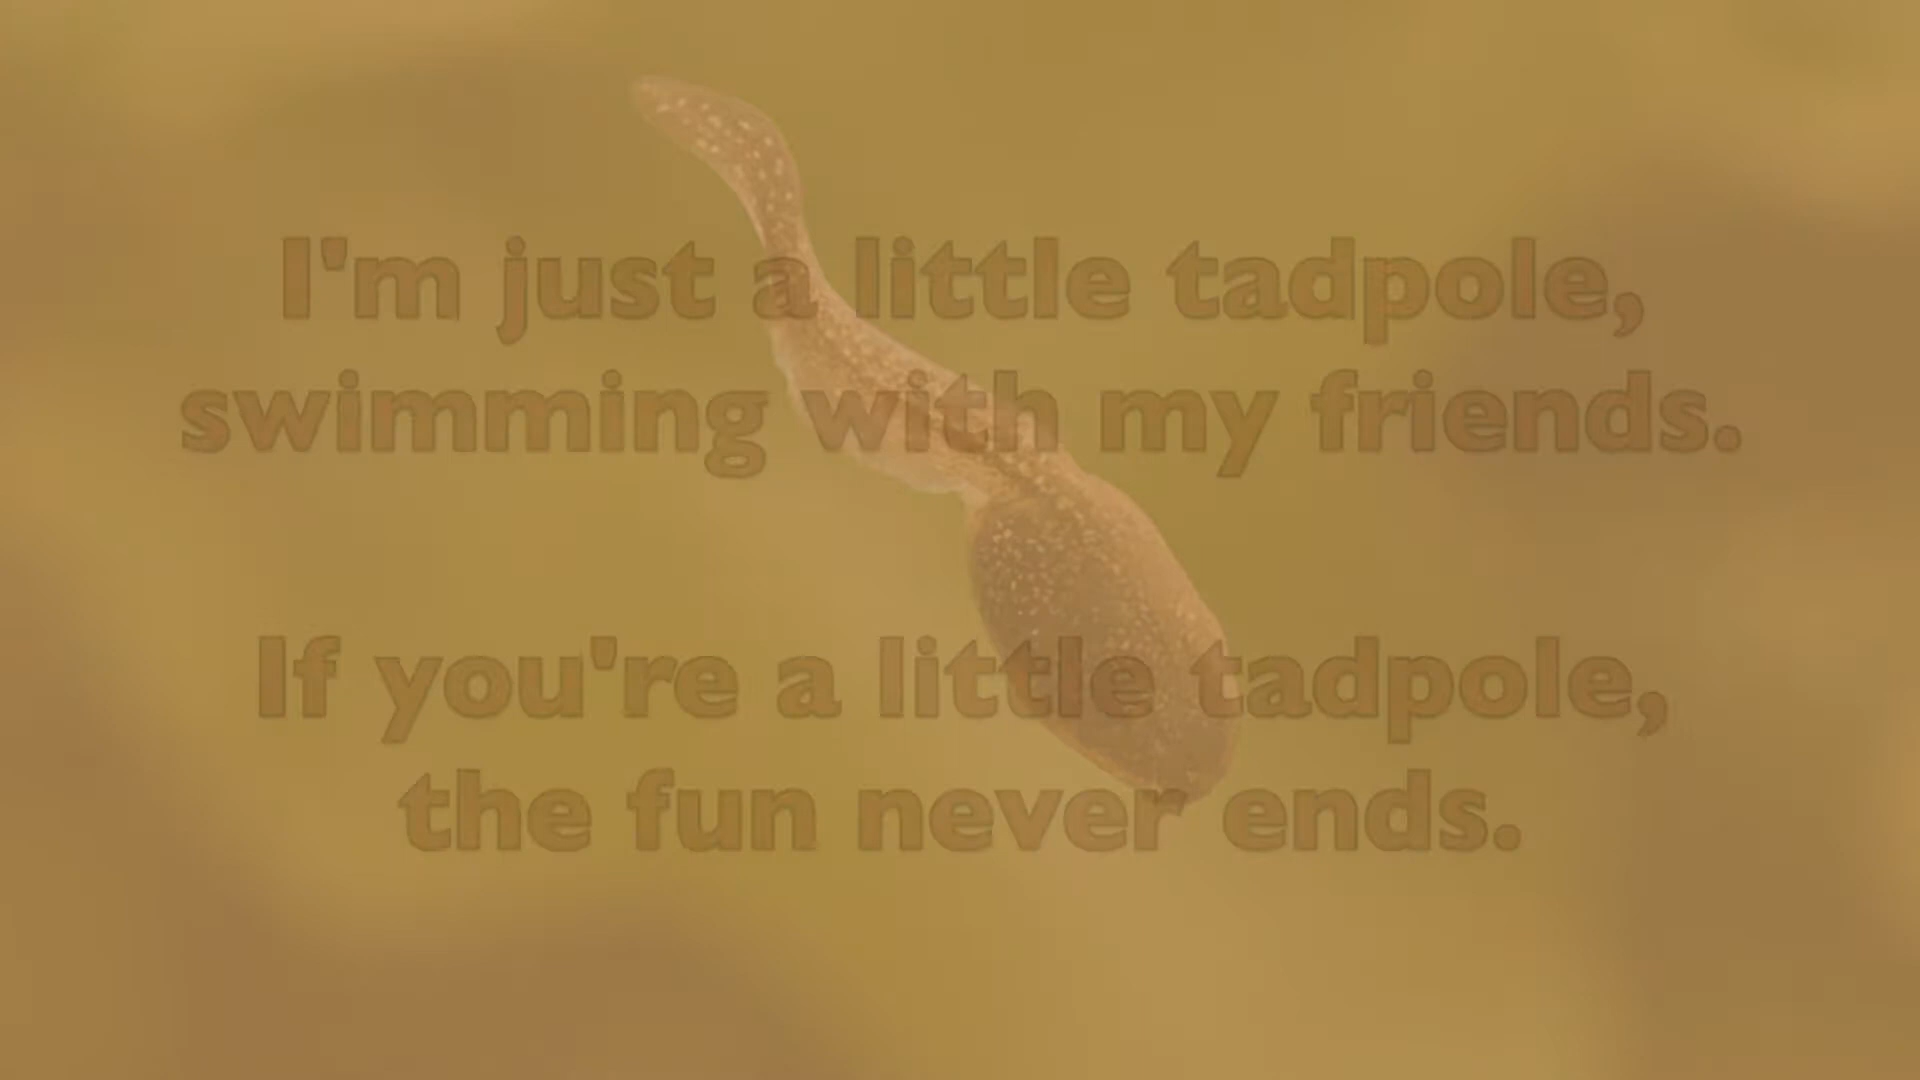 I'm just a little tadpole,
swimming with my friends.
If you're a little tadpole,
the fun never ends.